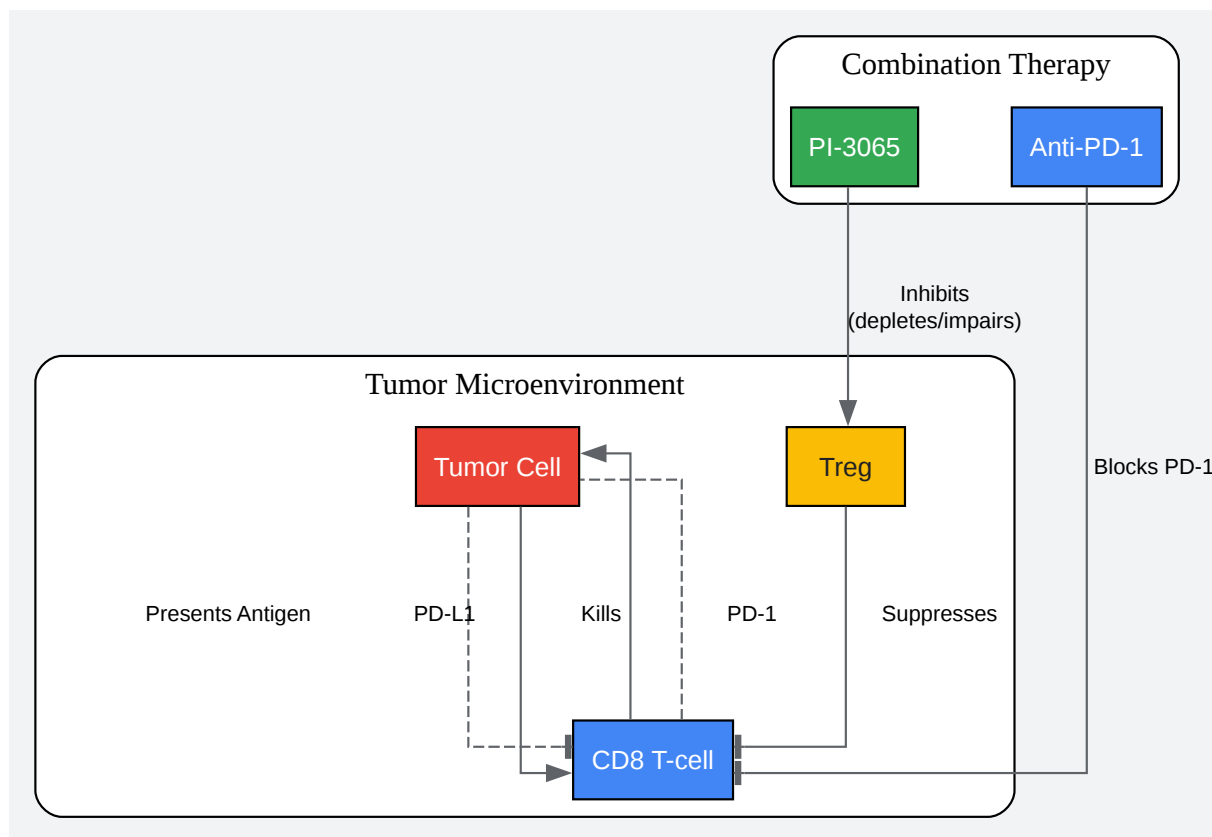 Combination Therapy
PI-3065
Anti-PD-1
Inhibits
(depletes/impairs)
Tumor Microenvironment
Tumor Cell
Treg
Blocks PD-1
Presents Antigen
PD-L1
Kills
PD-1
Suppresses
CD8 T-cell